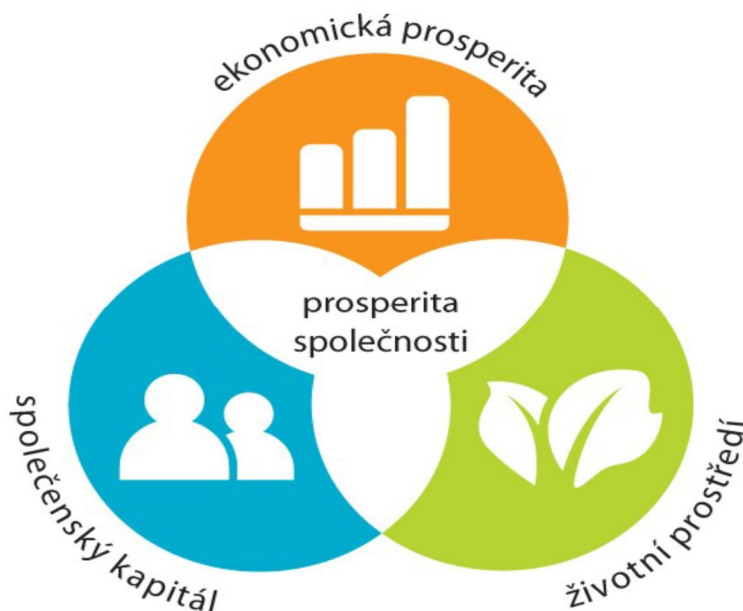 ekonomická prosperita
prosperita
společnosti
společenský kapitál
životní prostředí